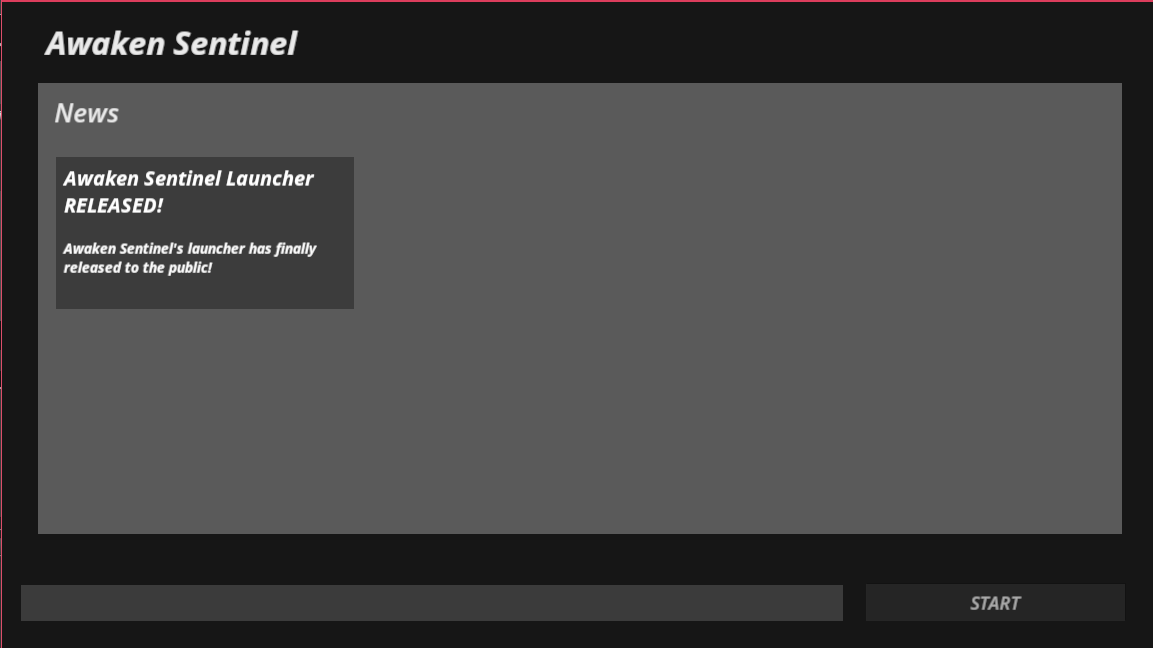 Awaken Sentinel
News
Awaken Sentinel Launcher
RELEASED!
Awaken Sentinel's launcher has finally
released to the public!
START